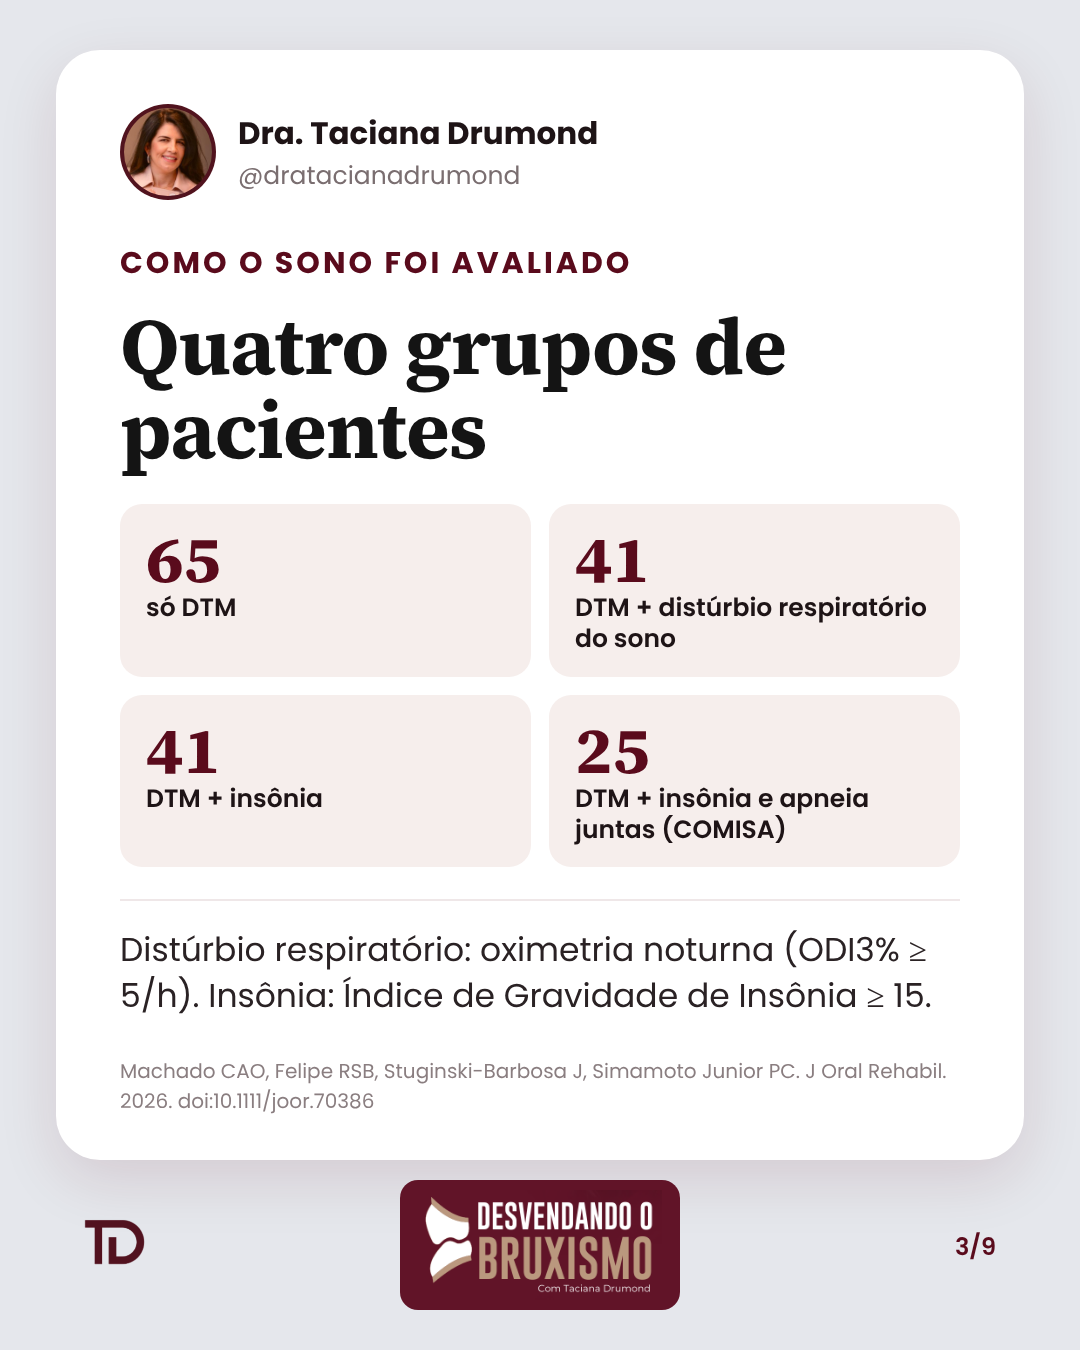 Dra. Taciana Drumond
@dratacianadrumond
COMO O SONO FOI AVALIADO
Quatro grupos de
pacientes
65
só DTM
41
DTM + distúrbio respiratório
do sono
41
DTM + insônia
25
DTM + insônia e apneia
juntas (COMISA)
Distúrbio respiratório: oximetria noturna (ODI3% ≥
5/h). Insônia: Índice de Gravidade de Insônia ≥ 15.
Machado CAO, Felipe RSB, Stuginski-Barbosa J, Simamoto Junior PC. J Oral Rehabil.
2026. doi:10.1111/joor.70386
TD
DESVENDANDO O
BRUXISMO
Com Taciana Drumond
3/9